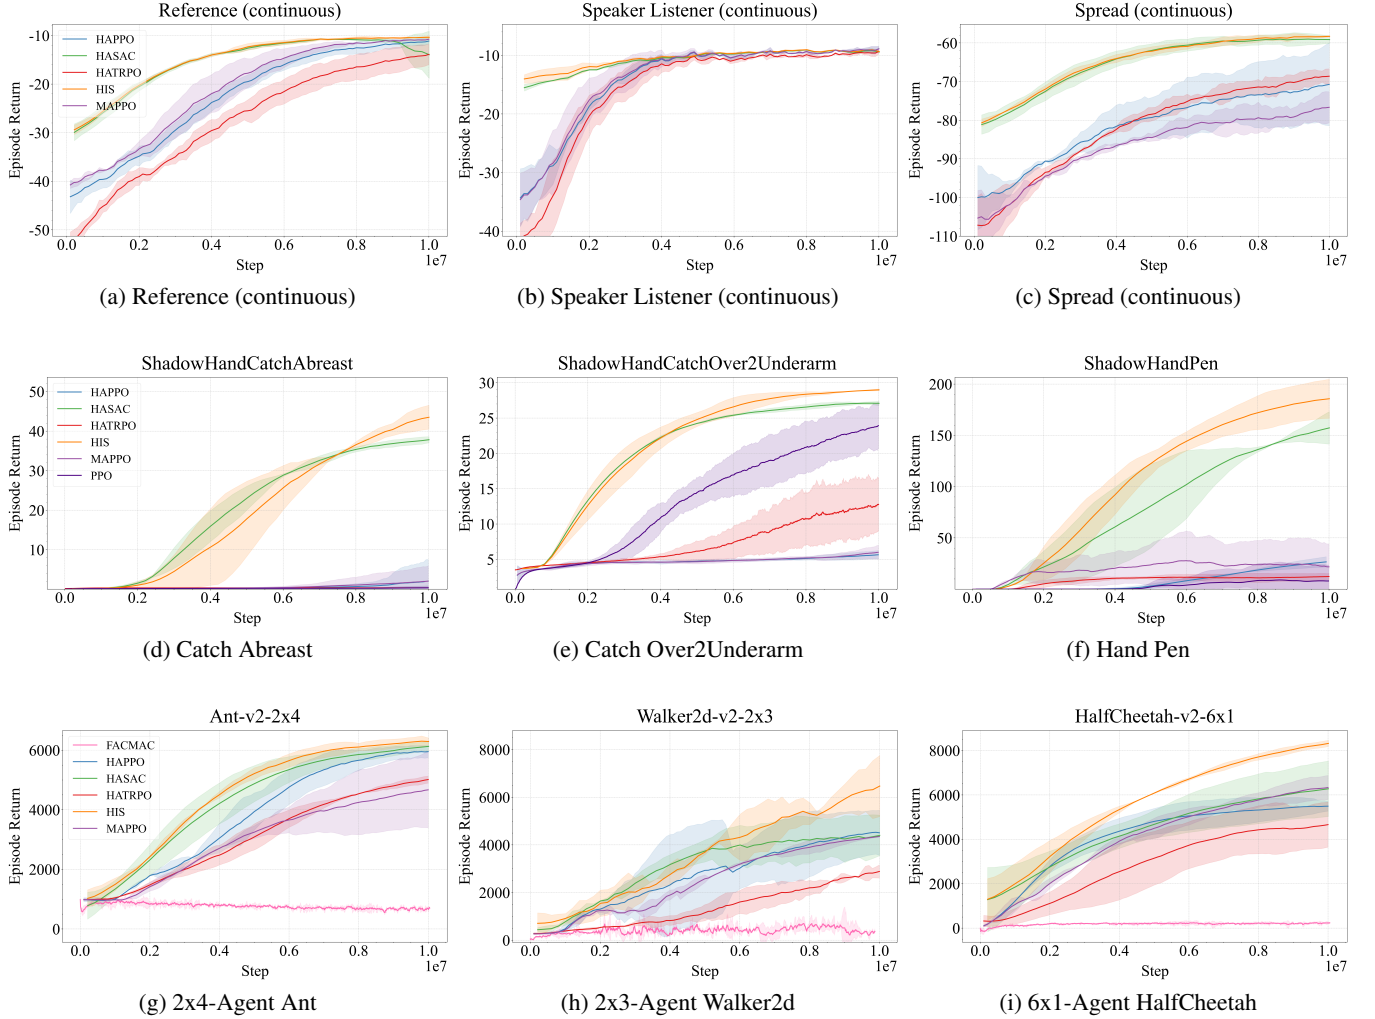 Reference (continuous)
Episode Return
-10
-20
-30
-40
-50
HAPPO
HASAC
HATRPO
HIS
MAPPO
0.0 0.2 0.4 0.6 0.8 1.0
Step
1e7
(a) Reference (continuous)
Speaker Listener (continuous)
Episode Return
-10
-20
-30
-40
0.0 0.2 0.4 0.6 0.8 1.0
Step
1e7
(b) Speaker Listener (continuous)
Spread (continuous)
Episode Return
-60
-70
-80
-90
-100
-110
0.0 0.2 0.4 0.6 0.8 1.0
Step
1e7
(c) Spread (continuous)
ShadowHandCatchAbreast
Episode Return
50
40
30
20
10
HAPPO
HASAC
HATRPO
HIS
MAPPO
PPO
0.0 0.2 0.4 0.6 0.8 1.0
Step
1e7
(d) Catch Abreast
ShadowHandCatchOver2Underarm
Episode Return
30
25
20
15
10
5
0.0 0.2 0.4 0.6 0.8 1.0
Step
1e7
(e) Catch Over2Underarm
ShadowHandPen
Episode Return
200
150
100
50
0.0 0.2 0.4 0.6 0.8 1.0
Step
1e7
(f) Hand Pen
Ant-v2-2x4
Episode Return
6000
4000
2000
0
FACMAC
HAPPO
HASAC
HATRPO
HIS
MAPPO
0.0 0.2 0.4 0.6 0.8 1.0
Step
1e7
(g) 2x4-Agent Ant
Walker2d-v2-2x3
Episode Return
8000
6000
4000
2000
0
0.0 0.2 0.4 0.6 0.8 1.0
Step
1e7
(h) 2x3-Agent Walker2d
HalfCheetah-v2-6x1
Episode Return
8000
6000
4000
2000
0
0.0 0.2 0.4 0.6 0.8 1.0
Step
1e7
(i) 6x1-Agent HalfCheetah